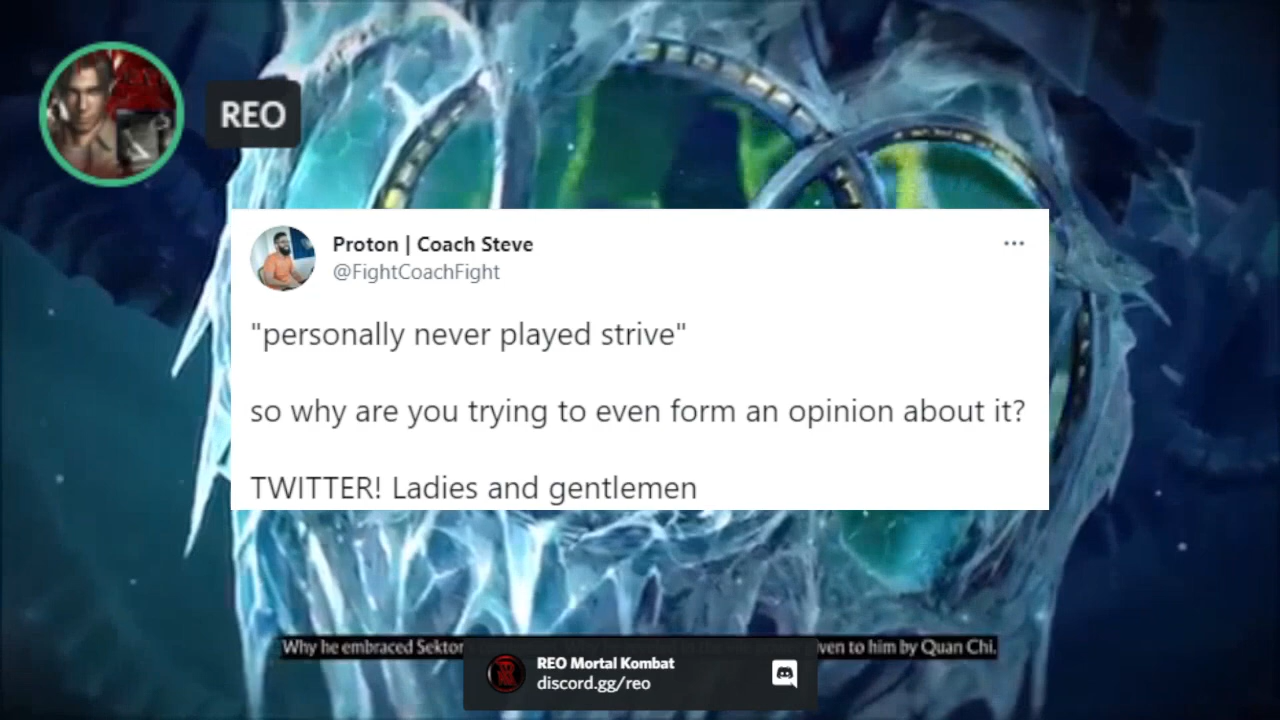 REO
Proton | Coach Steve
@FightCoachFight
"personally never played strive"
so why are you trying to even form an opinion about it?
TWITTER! Ladies and gentlemen
Why he embraced Sektor
to him by Quan Chi.
REO Mortal Kombat
discord.gg/reo